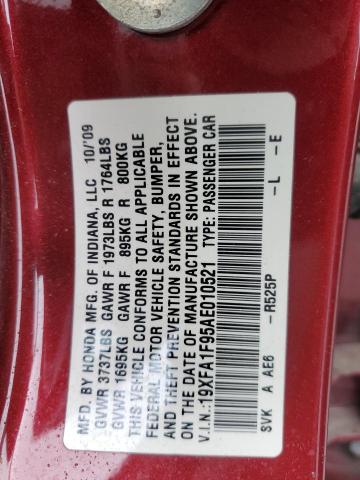 MFD. BY HONDA MFG. OF INDIANA, LLC 10/'09
GVWR 3737LBS GAWR F 1973LBS R 1764LBS
GVWR 1695KG GAWR F 895KG R 800KG
THIS VEHICLE CONFORMS TO ALL APPLICABLE
FEDERAL MOTOR VEHICLE SAFETY, BUMPER,
AND THEFT PREVENTION STANDARDS IN EFFECT
ON THE DATE OF MANUFACTURE SHOWN ABOVE.
V.I.N.:19XFA1F95AE010521 TYPE: PASSENGER CAR
SVK A AE6 -R525P -L -E